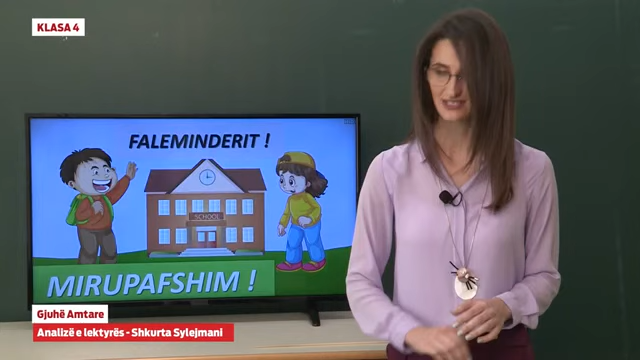 KLASA 4
FALEMINDERIT !
SCHOOL
MIRUPAFSHIM !
Gjuhë Amtare
Analizë e lektyrës - Shkurta Sylejmani